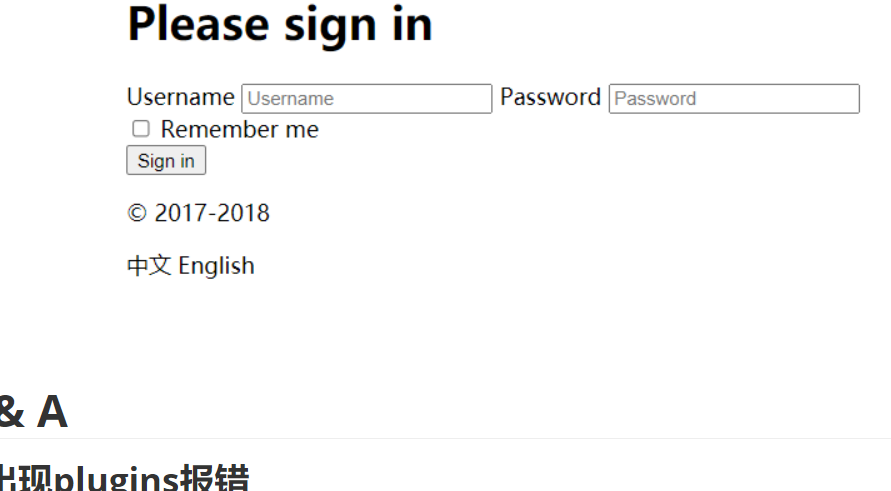 Please sign in
Username Username Password Password
Remember me
Sign in
© 2017-2018
中文 English
& A
出现plugins报错